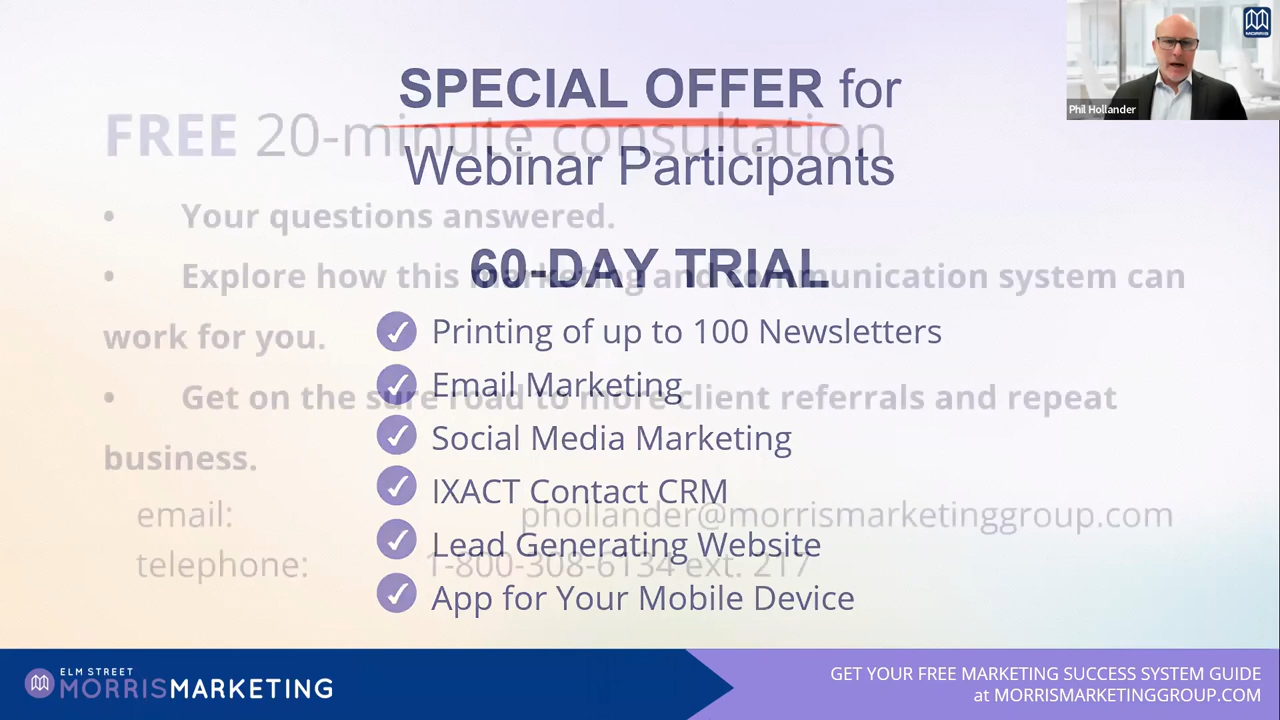 SPECIAL OFFER for
Webinar Participants
60-DAY TRIAL
Printing of up to 100 Newsletters
Email Marketing
Social Media Marketing
IXACT Contact CRM
Lead Generating Website
App for Your Mobile Device
FREE 20-minute consultation
• Your questions answered.
• Explore how this marketing and communication system can
work for you.
• Get on the sure road to more client referrals and repeat
business.
email: phollander@morrismarketinggroup.com
telephone: 1-800-308-6134 ext. 217
Phil Hollander
MORRIS
ELM STREET
MORRISMARKETING
GET YOUR FREE MARKETING SUCCESS SYSTEM GUIDE
at MORRISMARKETINGGROUP.COM